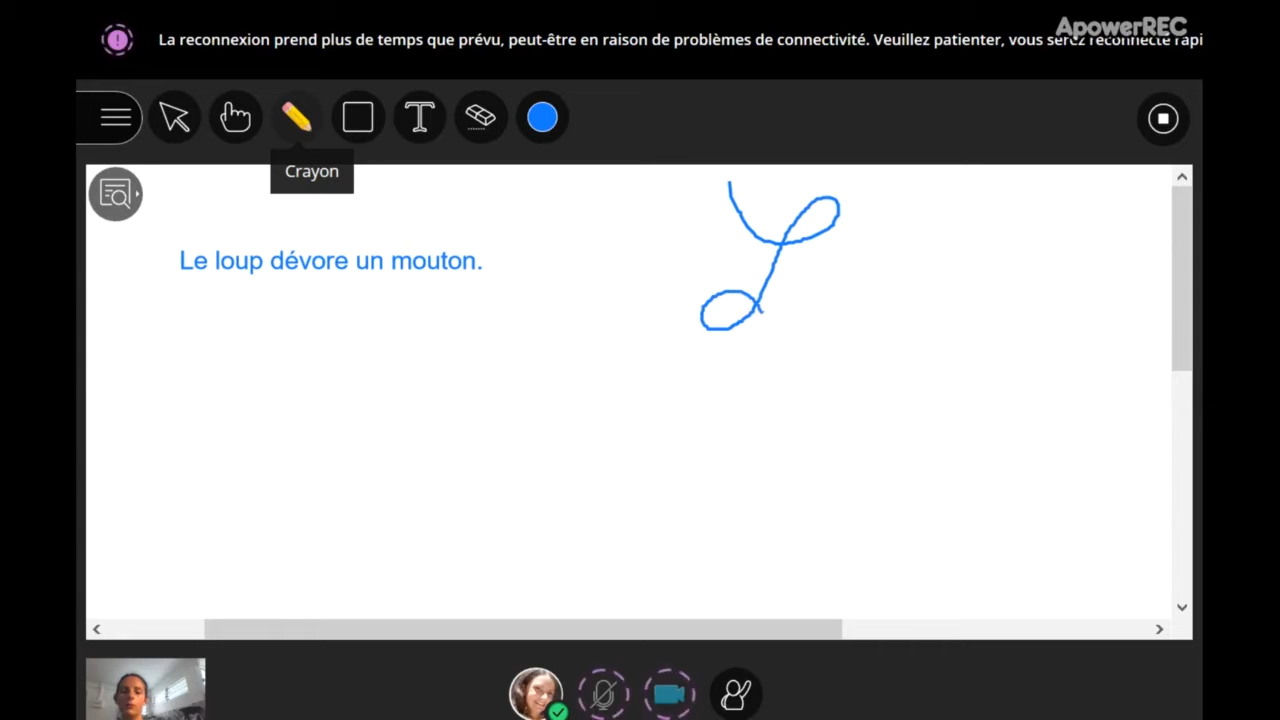 ApowerREC
La reconnexion prend plus de temps que prévu, peut-être en raison de problèmes de connectivité. Veuillez patienter, vous serez reconnecté rapi
Crayon
Le loup dévore un mouton.